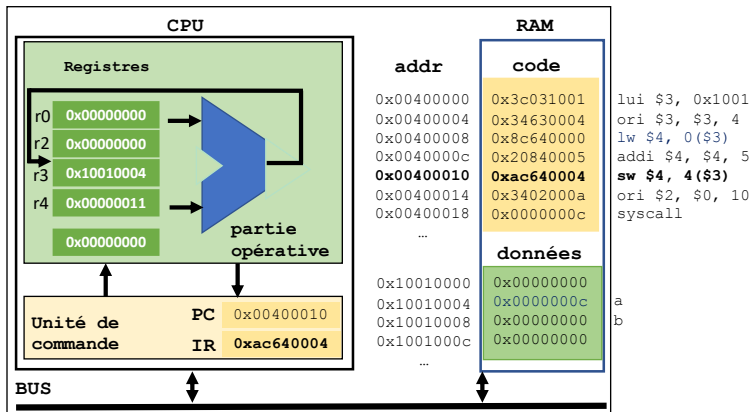 CPU
RAM
Registres
addr
code
r0 0x00000000
r2 0x00000000
r3 0x10010004
r4 0x00000011
0x00000000
partie
opérative
0x00400000 0x3c031001 lui $3, 0x1001
0x00400004 0x34630004 ori $3, $3, 4
0x00400008 0x8c640000 lw $4, 0($3)
0x0040000c 0x20840005 addi $4, $4, 5
0x00400010 0xac640004 sw $4, 4($3)
0x00400014 0x3402000a ori $2, $0, 10
0x00400018 0x0000000c syscall
…
données
0x10010000 0x00000000
0x10010004 0x0000000c a
0x10010008 0x00000000 b
0x1001000c 0x00000000
…
Unité de
commande
PC 0x00400010
IR 0xac640004
BUS